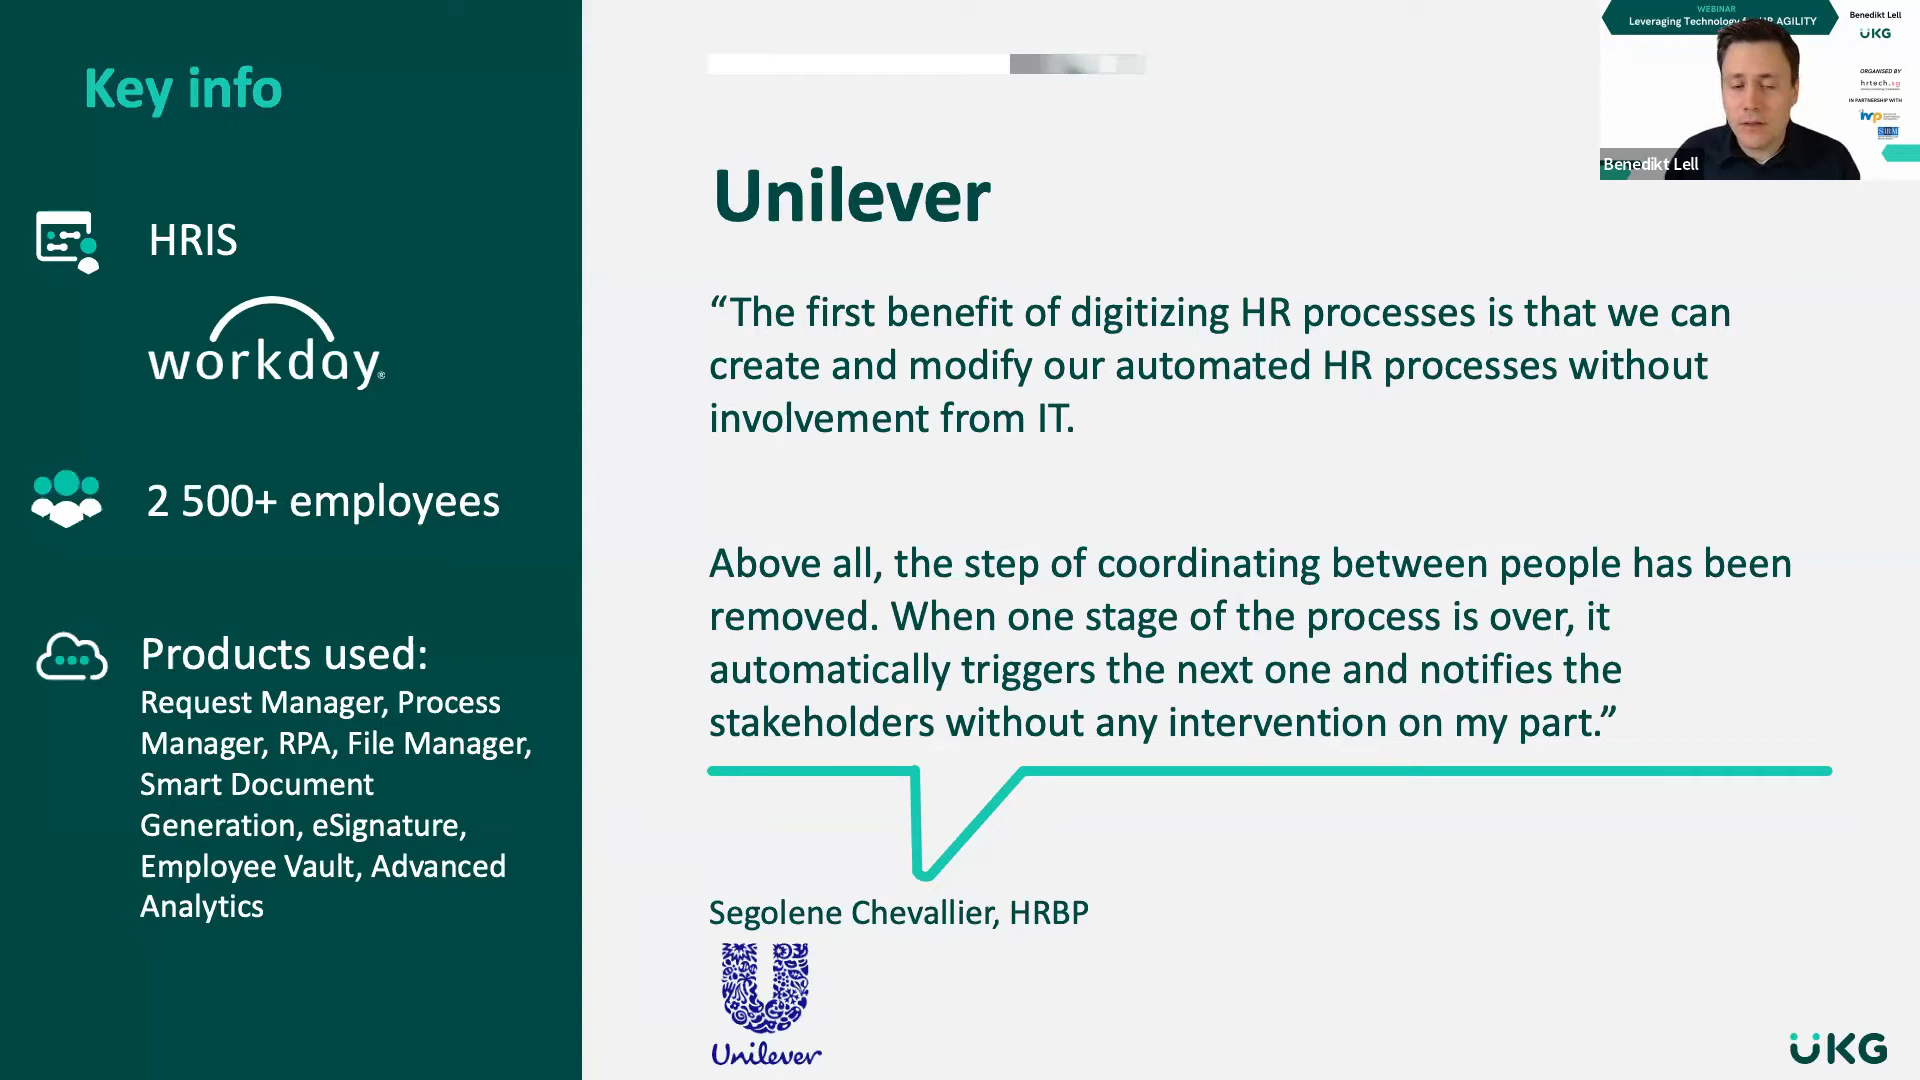 Key info
HRIS
workday®
2 500+ employees
Products used:
Request Manager, Process
Manager, RPA, File Manager,
Smart Document
Generation, eSignature,
Employee Vault, Advanced
Analytics
Unilever
“The first benefit of digitizing HR processes is that we can
create and modify our automated HR processes without
involvement from IT.
Above all, the step of coordinating between people has been
removed. When one stage of the process is over, it
automatically triggers the next one and notifies the
stakeholders without any intervention on my part.”
Segolene Chevallier, HRBP
Unilever
UKG
WEBINAR
Leveraging Technology HR AGILITY
Benedikt Lell
UKG
ORGANISED BY
hrtech.sg
IN PARTNERSHIP WITH
Benedikt Lell